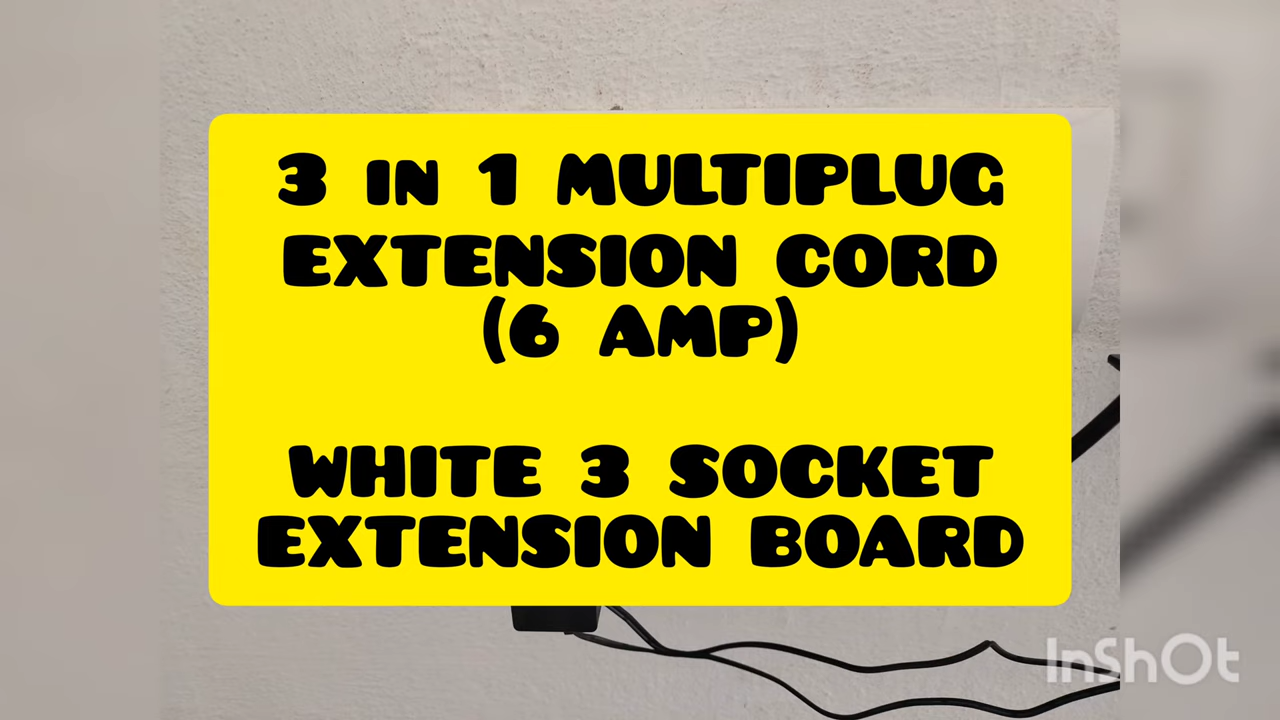 3 IN 1 MULTIPLUG
EXTENSION CORD
(6 AMP)
WHITE 3 SOCKET
EXTENSION BOARD
InShOt